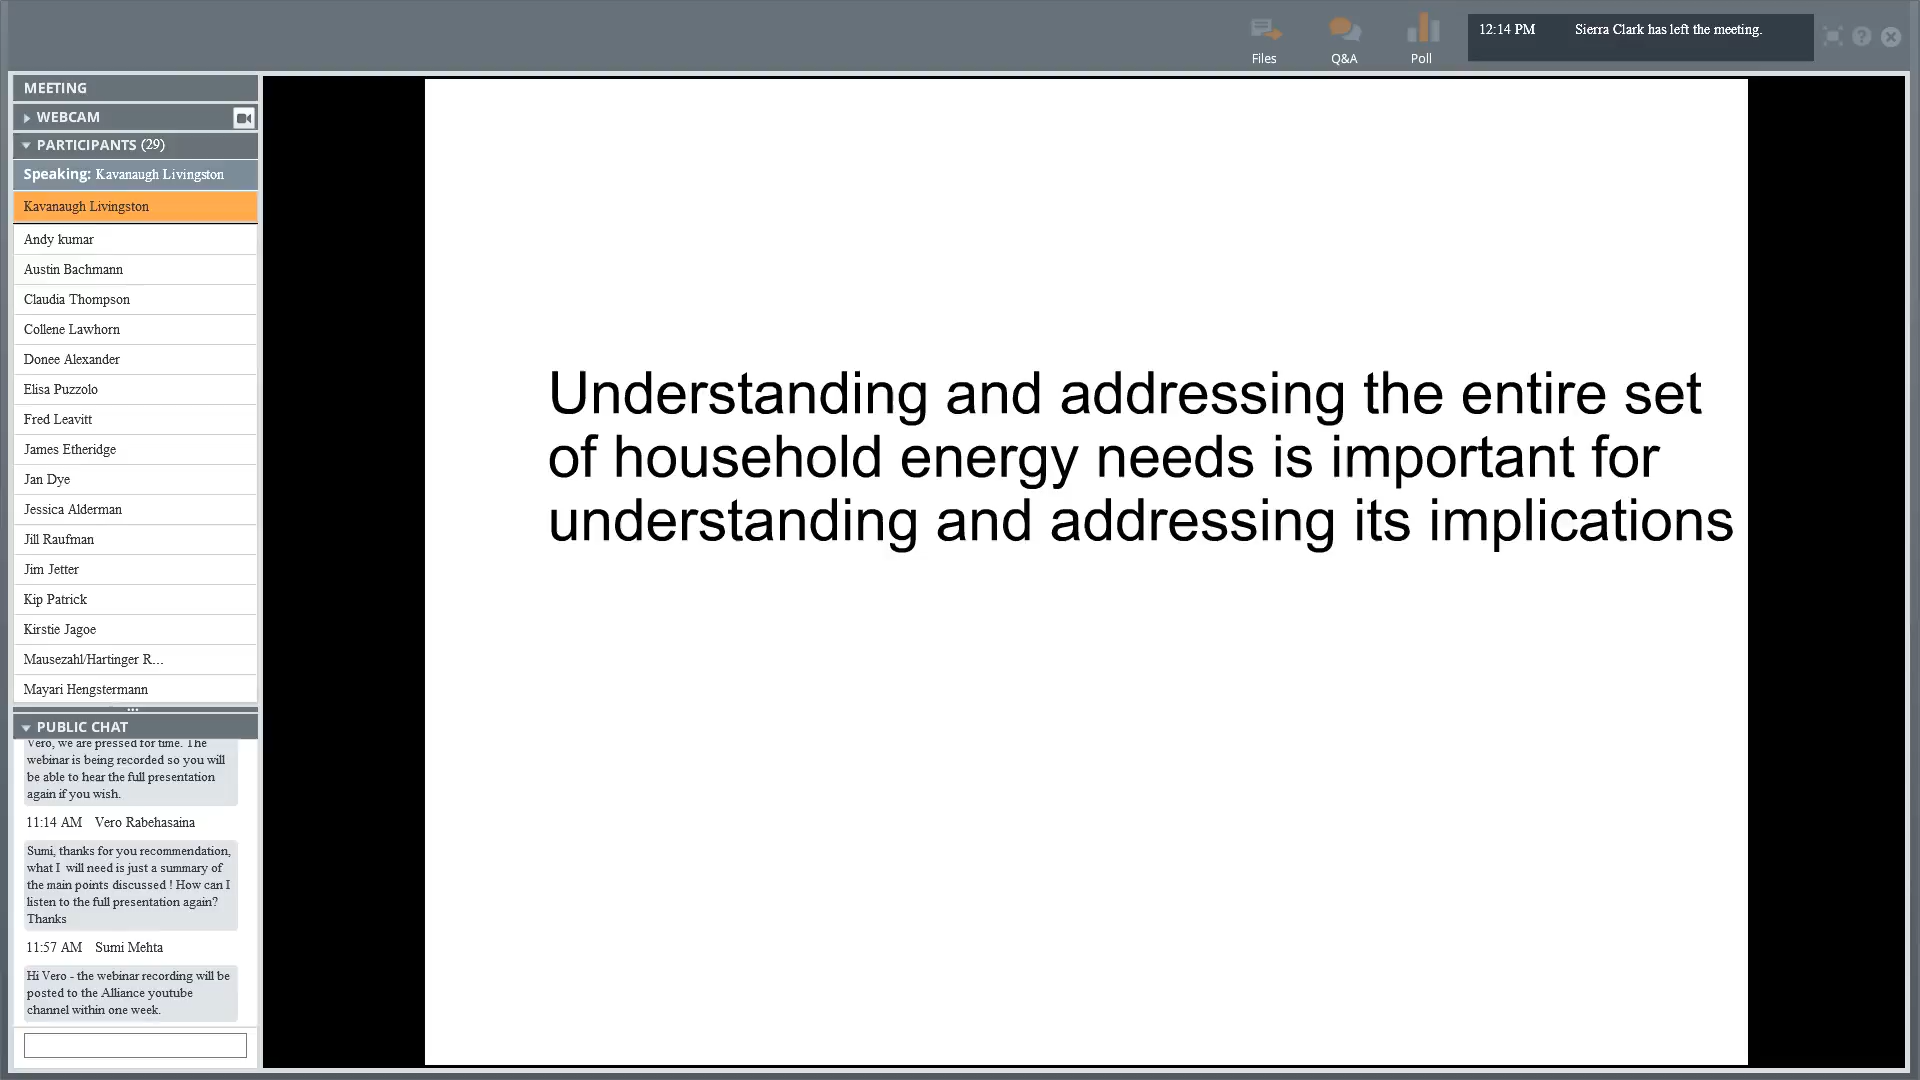 Files
Q&A
Poll
12:14 PM Sierra Clark has left the meeting.
MEETING
WEBCAM
PARTICIPANTS (29)
Speaking: Kavanaugh Livingston
Kavanaugh Livingston
Andy kumar
Austin Bachmann
Claudia Thompson
Collene Lawhorn
Donee Alexander
Elisa Puzzolo
Fred Leavitt
James Etheridge
Jan Dye
Jessica Alderman
Jill Raufman
Jim Jetter
Kip Patrick
Kirstie Jagoe
Mausezahl/Hartinger R...
Mayari Hengstermann
PUBLIC CHAT
Vero, we are pressed for time. The
webinar is being recorded so you will
be able to hear the full presentation
again if you wish.
11:14 AM Vero Rabehasaina
Sumi, thanks for you recommendation,
what I will need is just a summary of
the main points discussed ! How can I
listen to the full presentation again?
Thanks
11:57 AM Sumi Mehta
Hi Vero - the webinar recording will be
posted to the Alliance youtube
channel within one week.
Understanding and addressing the entire set
of household energy needs is important for
understanding and addressing its implications